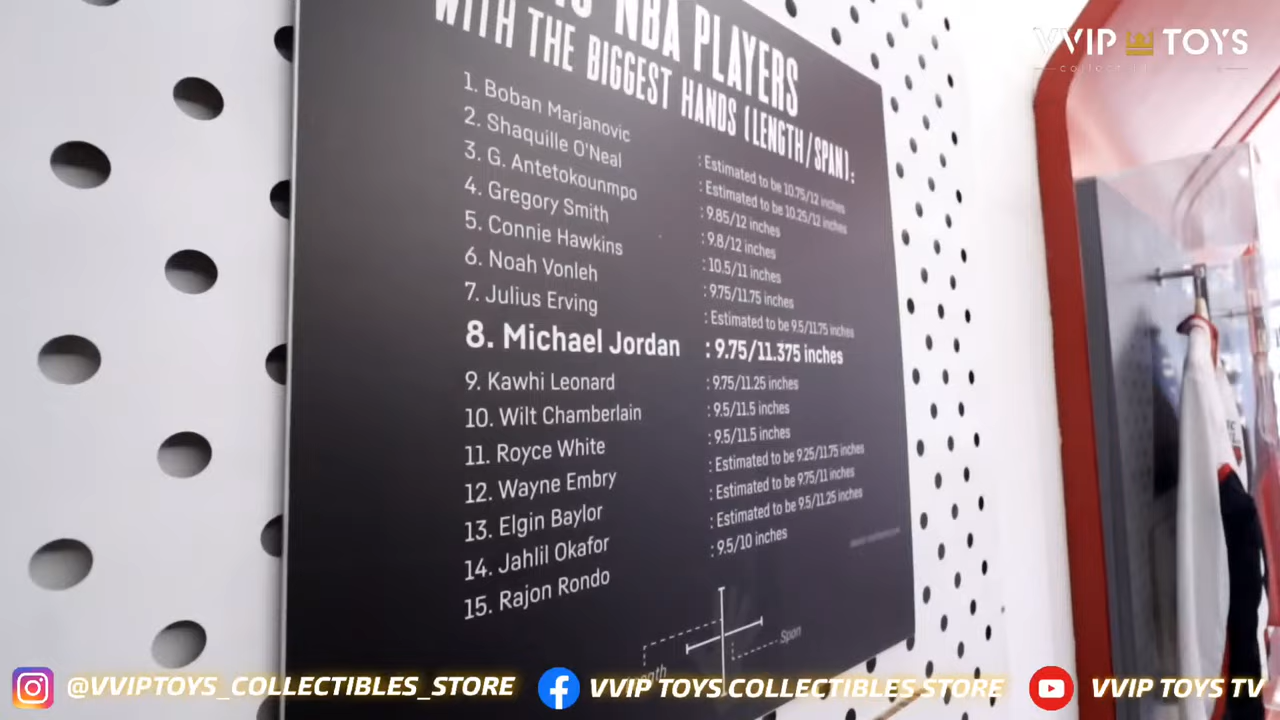 NBA PLAYERS
WITH THE BIGGEST HANDS (LENGTH/SPAN):
1. Boban Marjanovic : Estimated to be 10.75/12 inches
2. Shaquille O'Neal : Estimated to be 10.25/12 inches
3. G. Antetokounmpo : 9.85/12 inches
4. Gregory Smith : 9.8/12 inches
5. Connie Hawkins : 10.5/11 inches
6. Noah Vonleh : 9.75/11.75 inches
7. Julius Erving : Estimated to be 9.5/11.75 inches
8. Michael Jordan : 9.75/11.375 inches
9. Kawhi Leonard : 9.75/11.25 inches
10. Wilt Chamberlain : 9.5/11.5 inches
11. Royce White : 9.5/11.5 inches
12. Wayne Embry : Estimated to be 9.25/11.75 inches
13. Elgin Baylor : Estimated to be 9.75/11 inches
14. Jahlil Okafor : Estimated to be 9.5/11.25 inches
15. Rajon Rondo : 9.5/10 inches
Span
VVIP TOYS
@VVIPTOYS_COLLECTIBLES_STORE
VVIP TOYS.COLLECTIBLES.STORE
VVIP TOYS TV